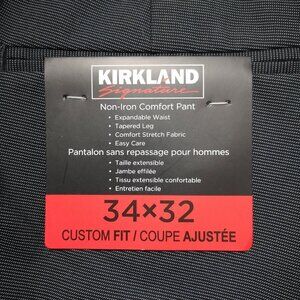 KIRKLAND
Signature
Non-Iron Comfort Pant
• Expandable Waist
• Tapered Leg
• Comfort Stretch Fabric
• Easy Care
Pantalon sans repassage pour hommes
• Taille extensible
• Jambe effilée
• Tissu extensible confortable
• Entretien facile
34×32
CUSTOM FIT / COUPE AJUSTÉE